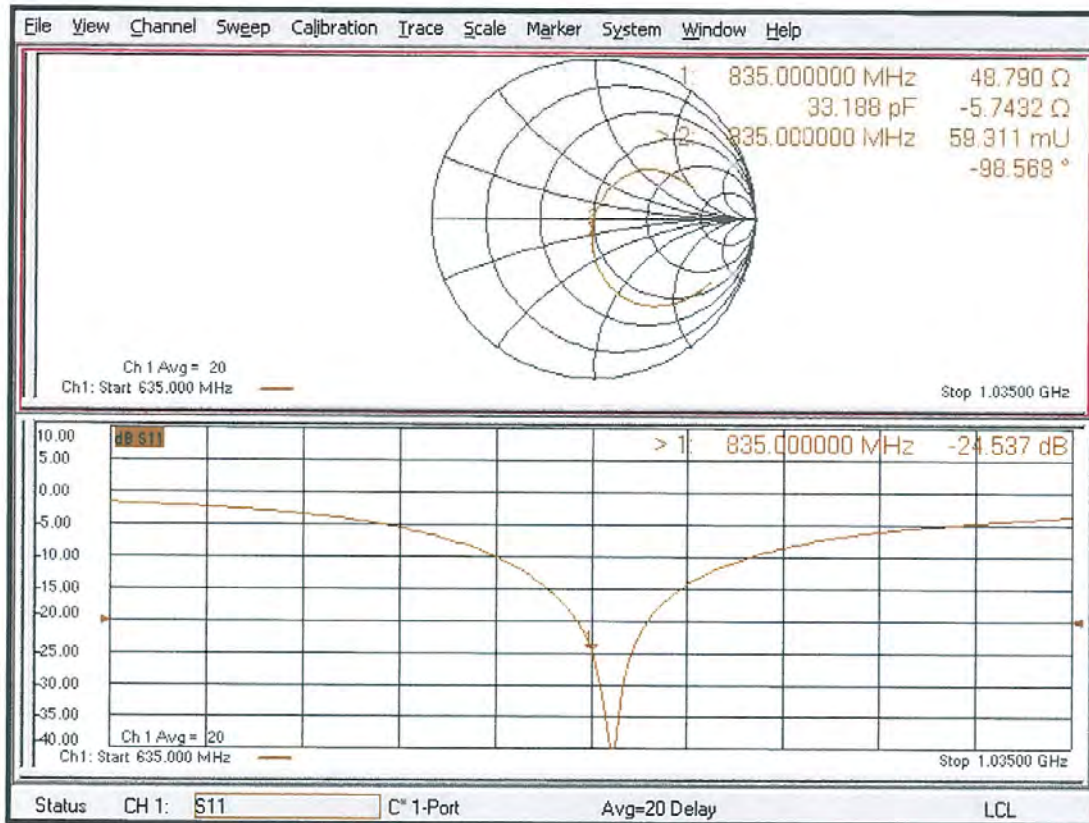 File View Channel Sweep Calibration Trace Scale Marker System Window Help
1: 835.000000 MHz 48.790 Ω
33.188 pF -5.7432 Ω
> 2: 835.000000 MHz 59.311 mU
-98.568 °
Ch 1 Avg = 20
Ch1: Start 635.000 MHz
Stop 1.03500 GHz
10.00
dB S11
> 1: 835.000000 MHz -24.537 dB
5.00
0.00
-5.00
-10.00
-15.00
-20.00
-25.00
-30.00
-35.00
-40.00
Ch 1 Avg = 20
Ch1: Start 635.000 MHz
Stop 1.03500 GHz
Status CH 1: S11 C* 1-Port Avg=20 Delay LCL